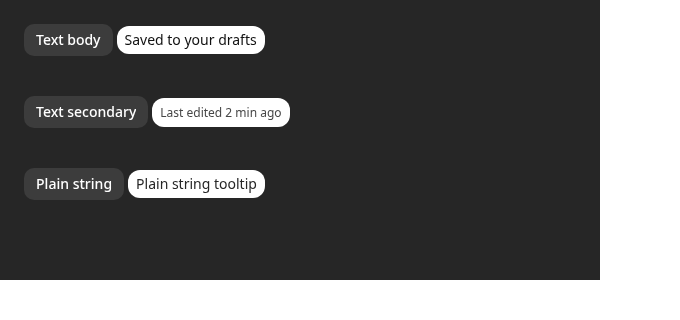 Text body Saved to your drafts
Text secondary Last edited 2 min ago
Plain string Plain string tooltip